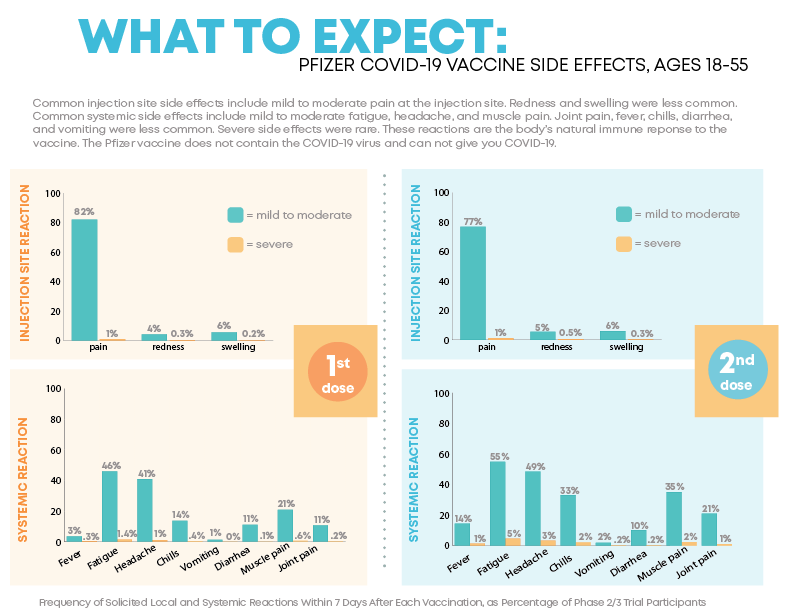 WHAT TO EXPECT:
PFIZER COVID-19 VACCINE SIDE EFFECTS, AGES 18-55
Common injection site side effects include mild to moderate pain at the injection site. Redness and swelling were less common.
Common systemic side effects include mild to moderate fatigue, headache, and muscle pain. Joint pain, fever, chills, diarrhea,
and vomiting were less common. Severe side effects were rare. These reactions are the body's natural immune reponse to the
vaccine. The Pfizer vaccine does not contain the COVID-19 virus and can not give you COVID-19.
INJECTION SITE REACTION
100
80
60
40
20
0
82%
1%
4%
0.3%
6%
0.2%
pain
redness
swelling
= mild to moderate
= severe
1st
dose
SYSTEMIC REACTION
100
80
60
40
20
0
3%
.3%
46%
1.4%
41%
1%
14%
.4%
1%
0%
11%
.1%
21%
.6%
11%
.2%
Fever
Fatigue
Headache
Chills
Vomiting
Diarrhea
Muscle pain
Joint pain
INJECTION SITE REACTION
100
80
60
40
20
0
77%
1%
5%
0.5%
6%
0.3%
pain
redness
swelling
= mild to moderate
= severe
2nd
dose
SYSTEMIC REACTION
100
80
60
40
20
0
14%
1%
55%
5%
49%
3%
33%
2%
2%
.2%
10%
.2%
35%
2%
21%
1%
Fever
Fatigue
Headache
Chills
Vomiting
Diarrhea
Muscle pain
Joint pain
Frequency of Solicited Local and Systemic Reactions Within 7 Days After Each Vaccination, as Percentage of Phase 2/3 Trial Participants